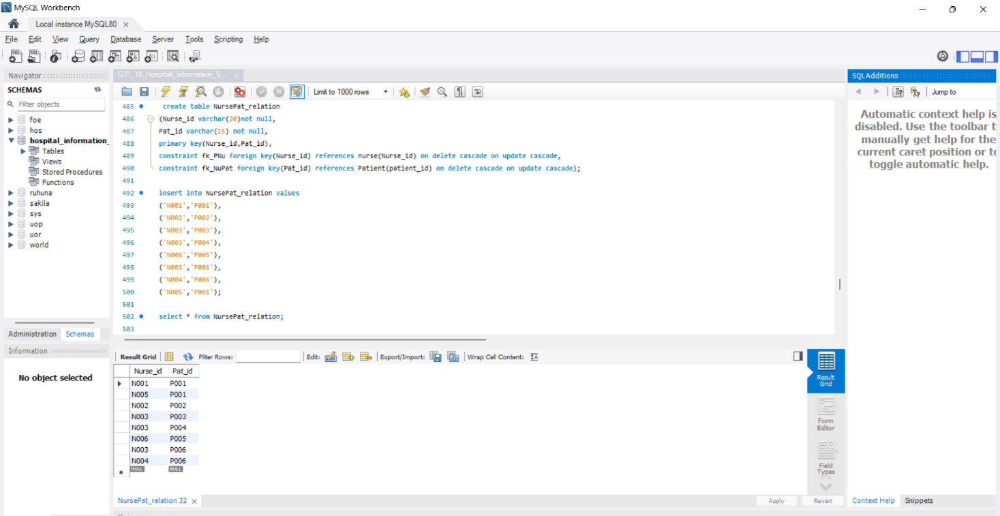 MySQL Workbench
Local instance MySQL80
File Edit View Query Database Server Tools Scripting Help
Navigator
SCHEMAS
Filter objects
foe
hos
hospital_information_
Tables
Views
Stored Procedures
Functions
ruhuna
sakila
sys
uop
uor
world
Administration Schemas
Information
No object selected
GP_18_Hospital_Information_S...
Limit to 1000 rows
485 create table NursePat_relation
486 (Nurse_id varchar(20)not null,
487 Pat_id varchar(15) not null,
488 primary key(Nurse_id,Pat_id),
489 constraint fk_PNu foreign key(Nurse_id) references nurse(Nurse_id) on delete cascade on update cascade,
490 constraint fk_NuPat foreign key(Pat_id) references Patient(patient_id) on delete cascade on update cascade);
491
492 insert into NursePat_relation values
493 ('N001','P001'),
494 ('N002','P002'),
495 ('N003','P003'),
496 ('N003','P004'),
497 ('N006','P005'),
498 ('N003','P006'),
499 ('N004','P006'),
500 ('N005','P001');
501
502 select * from NursePat_relation;
503
Result Grid Filter Rows: Edit: Export/Import: Wrap Cell Content:
Nurse_id Pat_id
N001 P001
N005 P001
N002 P002
N003 P003
N003 P004
N006 P005
N003 P006
N004 P006
NULL NULL
Result
Grid
Form
Editor
Field
Types
NursePat_relation 32
Apply Revert
SQLAdditions
Jump to
Automatic context help is
disabled. Use the toolbar t
manually get help for the
current caret position or to
toggle automatic help.
Context Help Snippets